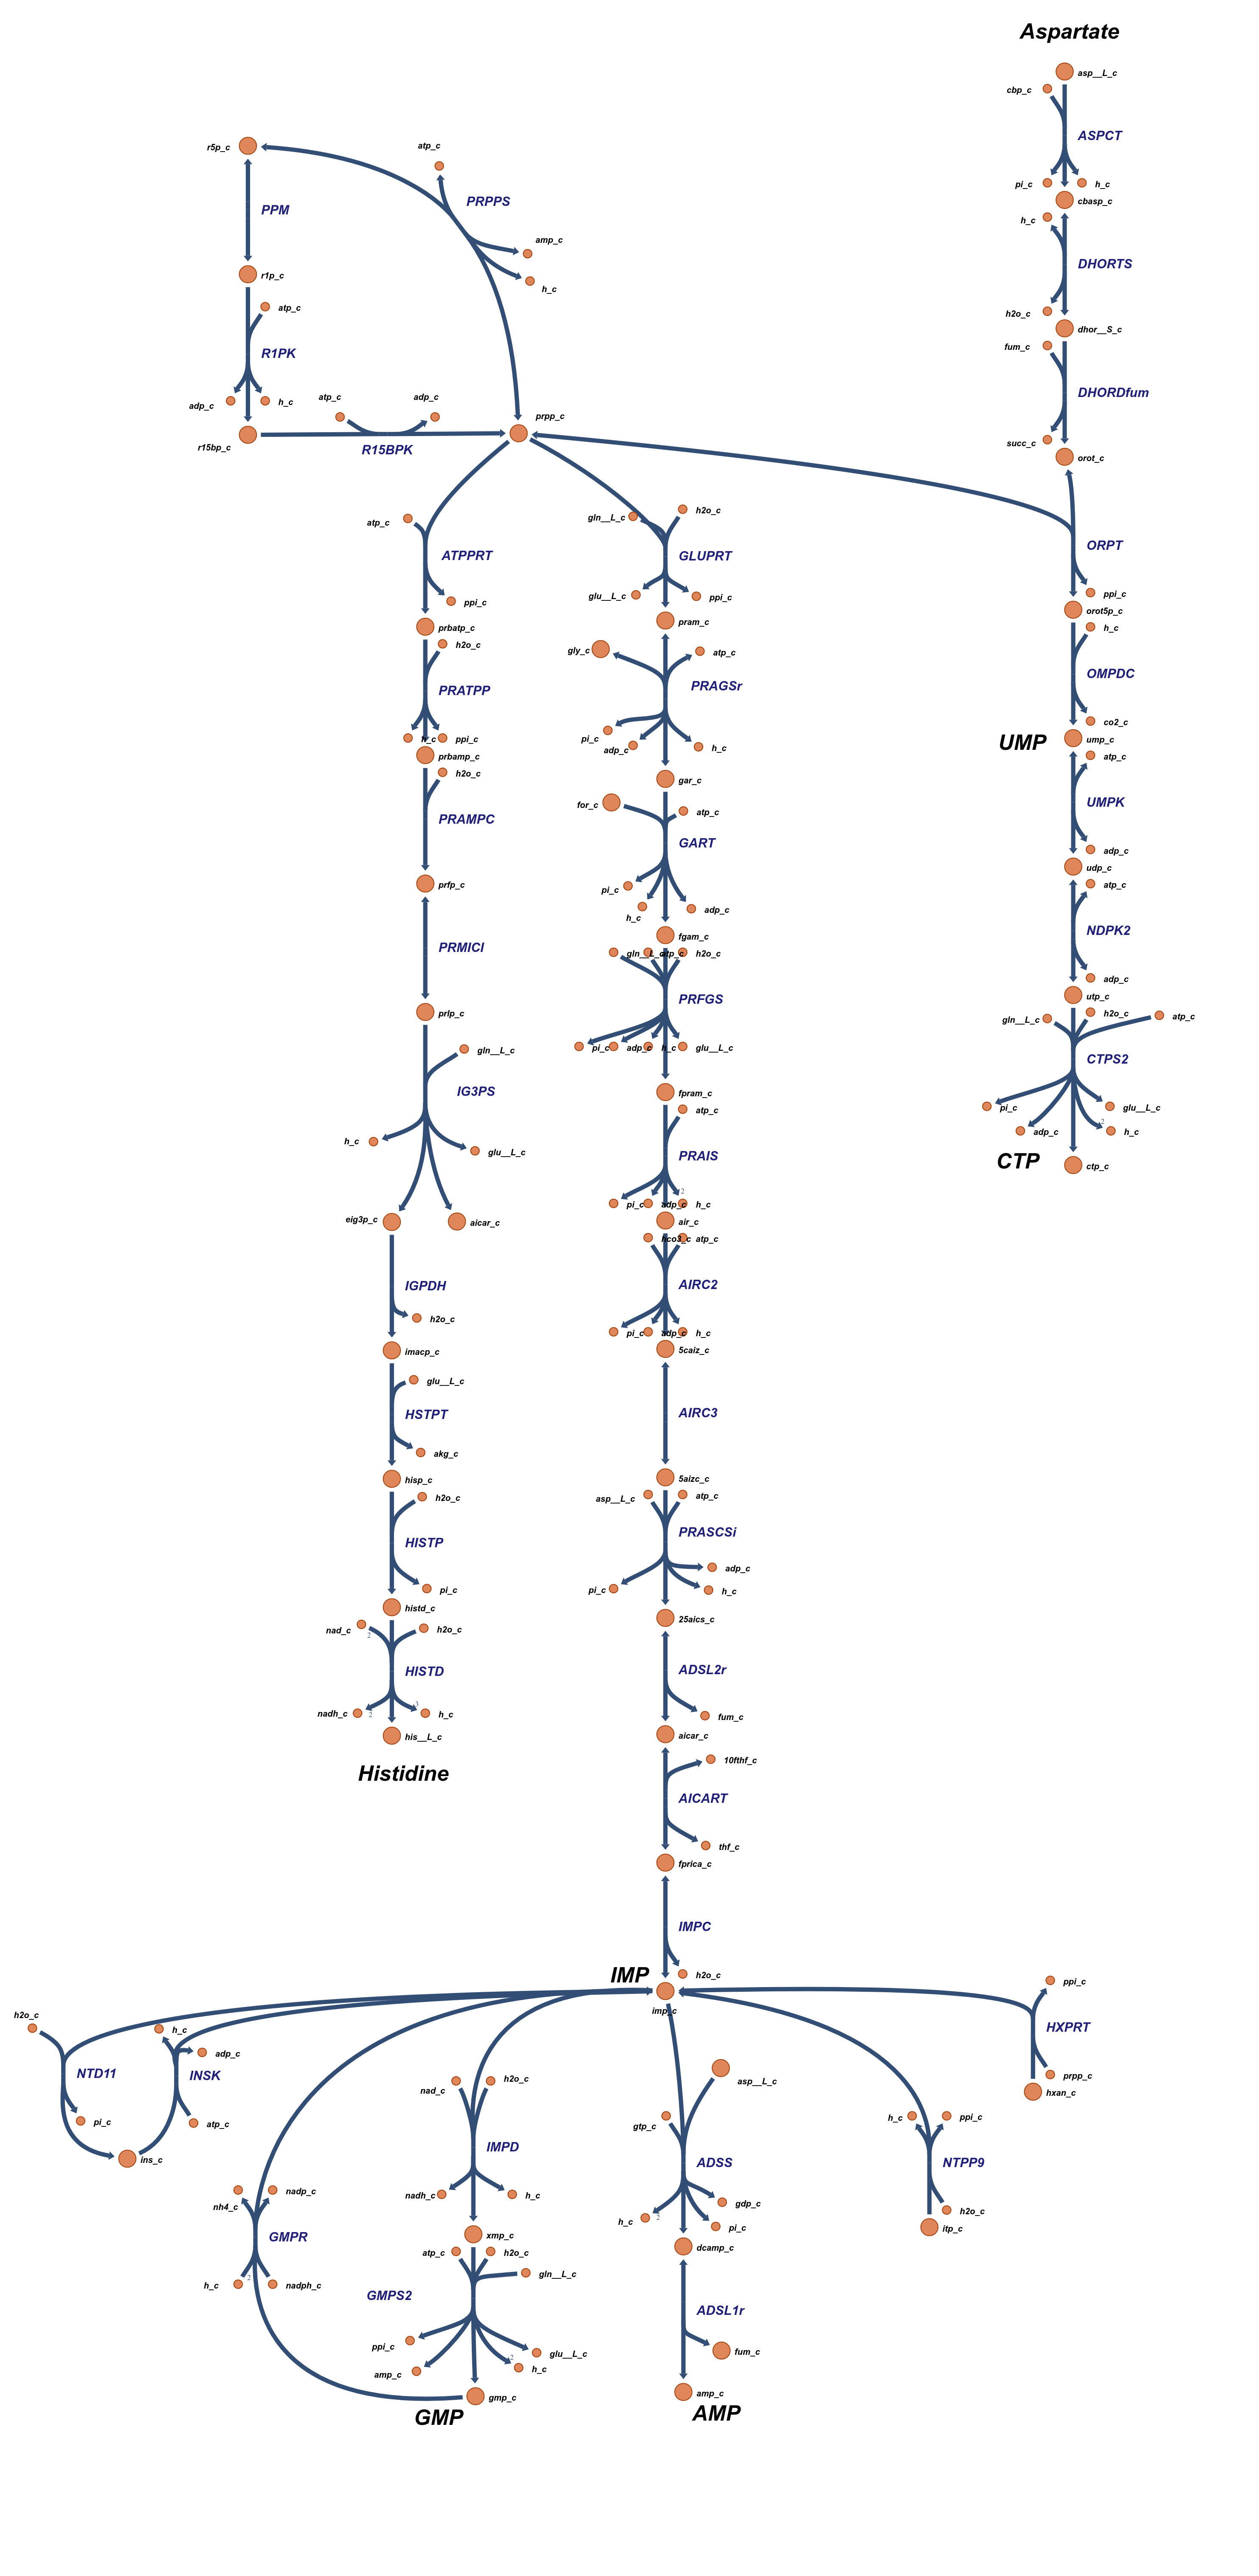 Aspartate
asp__L_c
cbp_c
ASPCT
pi_c
h_c
cbasp_c
h_c
DHORTS
h2o_c
dhor__S_c
fum_c
DHORDfum
succ_c
orot_c
ORPT
ppi_c
orot5p_c
h_c
OMPDC
co2_c
UMP
ump_c
atp_c
UMPK
adp_c
udp_c
atp_c
NDPK2
adp_c
utp_c
gln__L_c
h2o_c
atp_c
CTPS2
pi_c
glu__L_c
adp_c
2
h_c
CTP
ctp_c
r5p_c
atp_c
PRPPS
PPM
amp_c
h_c
r1p_c
atp_c
R1PK
adp_c
h_c
r15bp_c
atp_c
adp_c
R15BPK
prpp_c
atp_c
ATPPRT
ppi_c
prbatp_c
h2o_c
PRATPP
h_c
ppi_c
prbamp_c
h2o_c
PRAMPC
prfp_c
PRMICI
prlp_c
gln__L_c
IG3PS
h_c
glu__L_c
eig3p_c
aicar_c
IGPDH
h2o_c
imacp_c
glu__L_c
HSTPT
akg_c
hisp_c
h2o_c
HISTP
pi_c
histd_c
nad_c
2
h2o_c
HISTD
nadh_c
2
3
h_c
his__L_c
Histidine
gln__L_c
h2o_c
GLUPRT
glu__L_c
ppi_c
pram_c
gly_c
atp_c
PRAGSr
pi_c
adp_c
h_c
gar_c
for_c
atp_c
GART
pi_c
h_c
adp_c
fgam_c
gln__L_c
atp_c
h2o_c
PRFGS
pi_c
adp_c
h_c
glu__L_c
fpram_c
atp_c
PRAIS
2
pi_c
adp_c
h_c
air_c
hco3_c
atp_c
AIRC2
pi_c
adp_c
h_c
5caiz_c
AIRC3
5aizc_c
asp__L_c
atp_c
PRASCSi
adp_c
pi_c
h_c
25aics_c
ADSL2r
fum_c
aicar_c
10fthf_c
AICART
thf_c
fprica_c
IMPC
h2o_c
IMP
imp_c
h2o_c
h_c
adp_c
NTD11
INSK
pi_c
atp_c
ins_c
nh4_c
nadp_c
GMPR
h_c
2
nadph_c
nad_c
h2o_c
IMPD
nadh_c
h_c
xmp_c
atp_c
h2o_c
gln__L_c
GMPS2
ppi_c
glu__L_c
amp_c
2
h_c
gmp_c
GMP
asp__L_c
gtp_c
ADSS
gdp_c
h_c
2
pi_c
dcamp_c
ADSL1r
fum_c
amp_c
AMP
h_c
ppi_c
NTPP9
h2o_c
itp_c
ppi_c
HXPRT
prpp_c
hxan_c